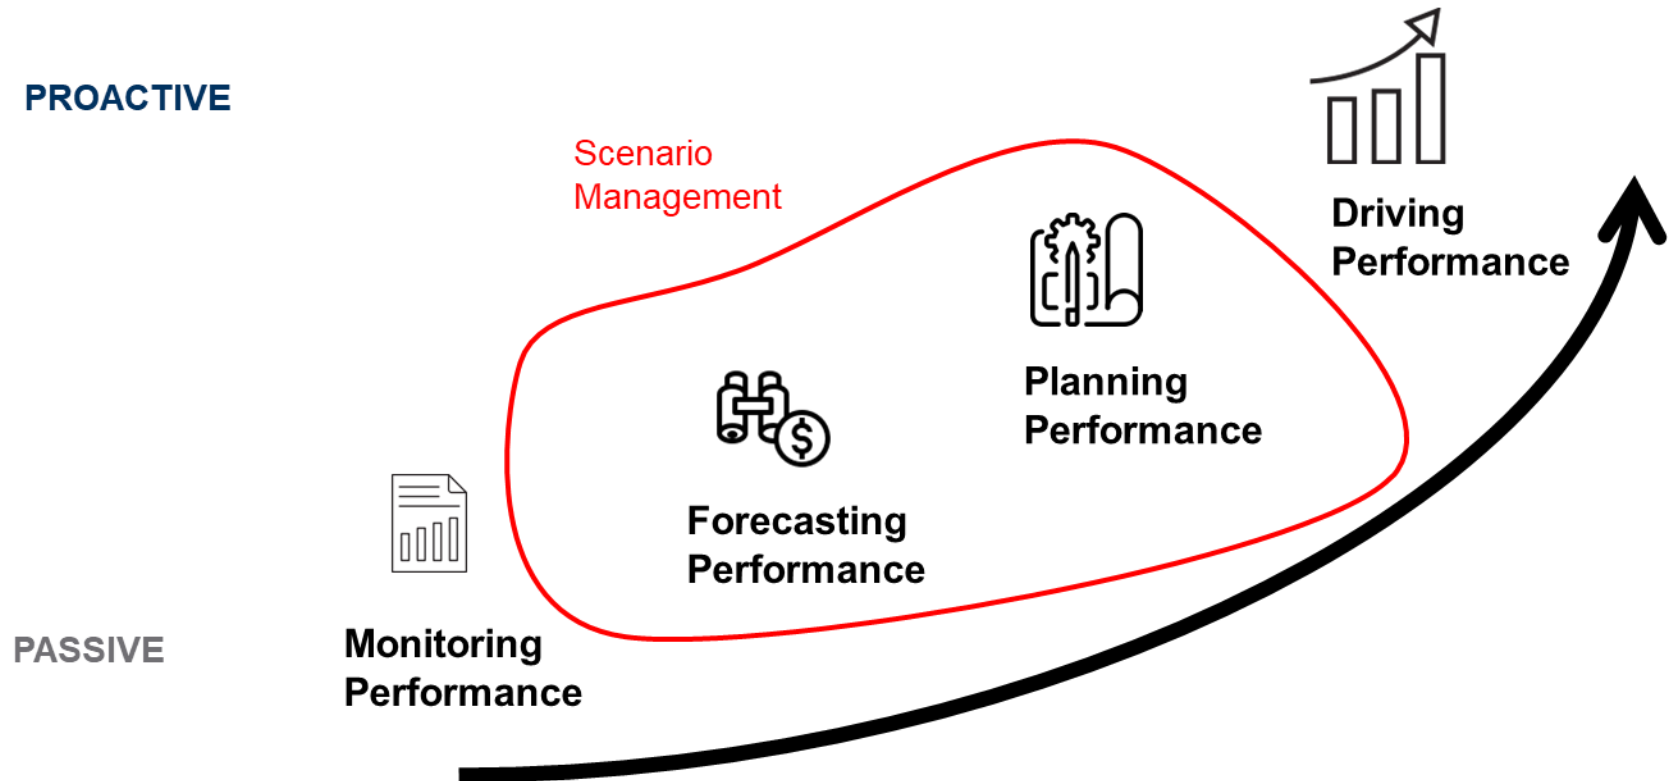 PROACTIVE
Scenario
Management
Driving
Performance
Planning
Performance
$
Forecasting
Performance
PASSIVE
Monitoring
Performance